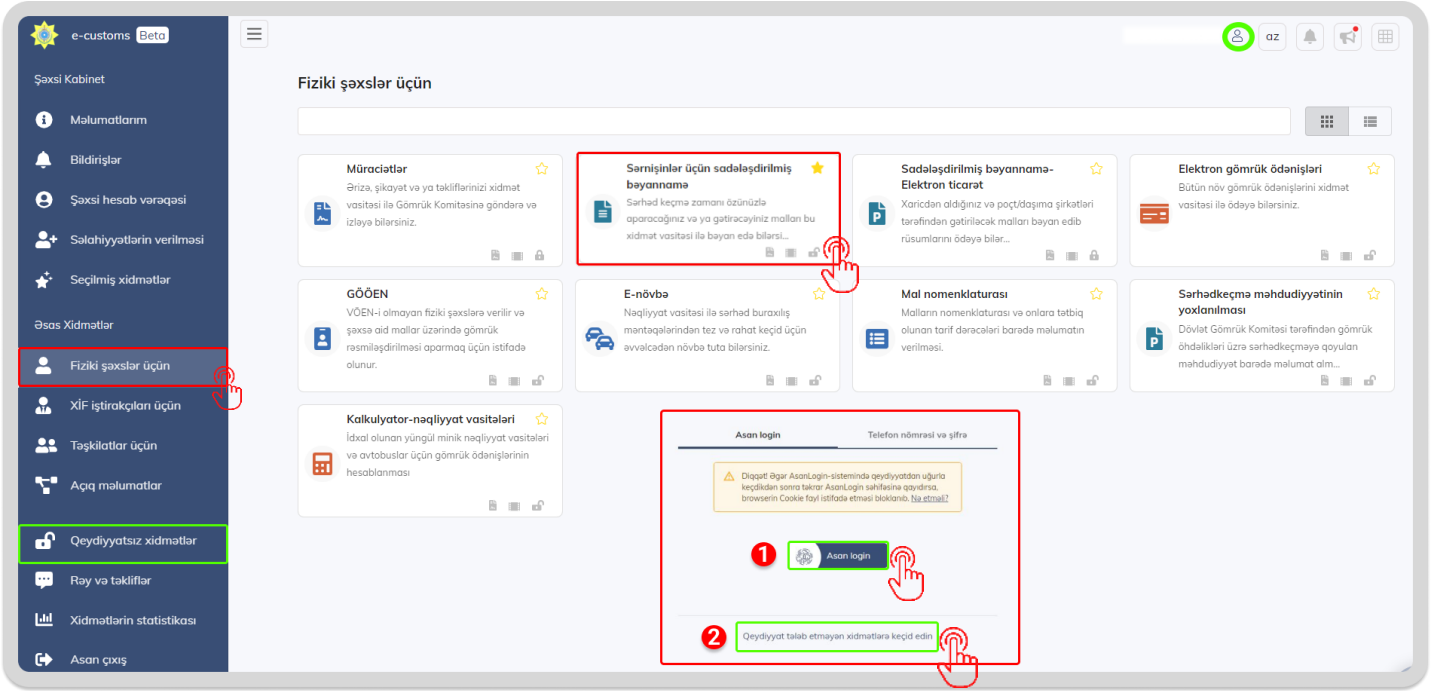 e-customs Beta
az
Şəxsi Kabinet
Məlumatlarım
Bildirişlər
Şəxsi hesab vərəqəsi
Səlahiyyətlərin verilməsi
Seçilmiş xidmətlər
Əsas Xidmətlər
Fiziki şəxslər üçün
XİF iştirakçıları üçün
Təşkilatlar üçün
Açıq məlumatlar
Qeydiyyatsız xidmətlər
Rəy və təkliflər
Xidmətlərin statistikası
Asan çıxış
Fiziki şəxslər üçün
Müraciətlər
Ərizə, şikayət və ya təkliflərinizi xidmət
vasitəsi ilə Gömrük Komitəsinə göndərə və
izləyə bilərsiniz.
Sərnişinlər üçün sadələşdirilmiş
bəyannamə
Sərhəd keçmə zamanı özünüzlə
aparacağınız və ya gətirəcəyiniz malları bu
xidmət vasitəsi ilə bəyan edə bilərsi...
Sadələşdirilmiş bəyannamə-
Elektron ticarət
Xaricdən aldığınız və poçt/daşıma şirkətləri
tərəfindən gətiriləcək malları bəyan edib
rüsumlarını ödəyə bilər...
Elektron gömrük ödənişləri
Bütün növ gömrük ödənişlərini xidmət
vasitəsi ilə ödəyə bilərsiniz.
GÖÖEN
VÖEN-i olmayan fiziki şəxslərə verilir və
şəxsə aid mallar üzərində gömrük
rəsmiləşdirilməsi aparmaq üçün istifadə
olunur.
E-növbə
Nəqliyyat vasitəsi ilə sərhəd buraxılış
məntəqələrindən tez və rahat keçid üçün
əvvəlcədən növbə tuta bilərsiniz.
Mal nomenklaturası
Malların nomenklaturası və onlara tətbiq
olunan tarif dərəcələri barədə məlumatın
verilməsi.
Sərhədkeçmə məhdudiyyətinin
yoxlanılması
Dövlət Gömrük Komitəsi tərəfindən gömrük
öhdəlikləri üzrə sərhədkeçməyə qoyulan
məhdudiyyət barədə məlumat alm...
Kalkulyator-nəqliyyat vasitələri
İdxal olunan yüngül minik nəqliyyat vasitələri
və avtobuslar üçün gömrük ödənişlərinin
hesablanması
Asan login
Telefon nömrəsi və şifrə
Diqqət! Əgər AsanLogin-sistemində qeydiyyatdan uğurla
keçdikdən sonra təkrar AsanLogin səhifəsinə qayıdırsa,
browserin Cookie fayl istifadə etməsi bloklanıb. Nə etməli?
1
Asan login
2
Qeydiyyat tələb etməyən xidmətlərə keçid edin